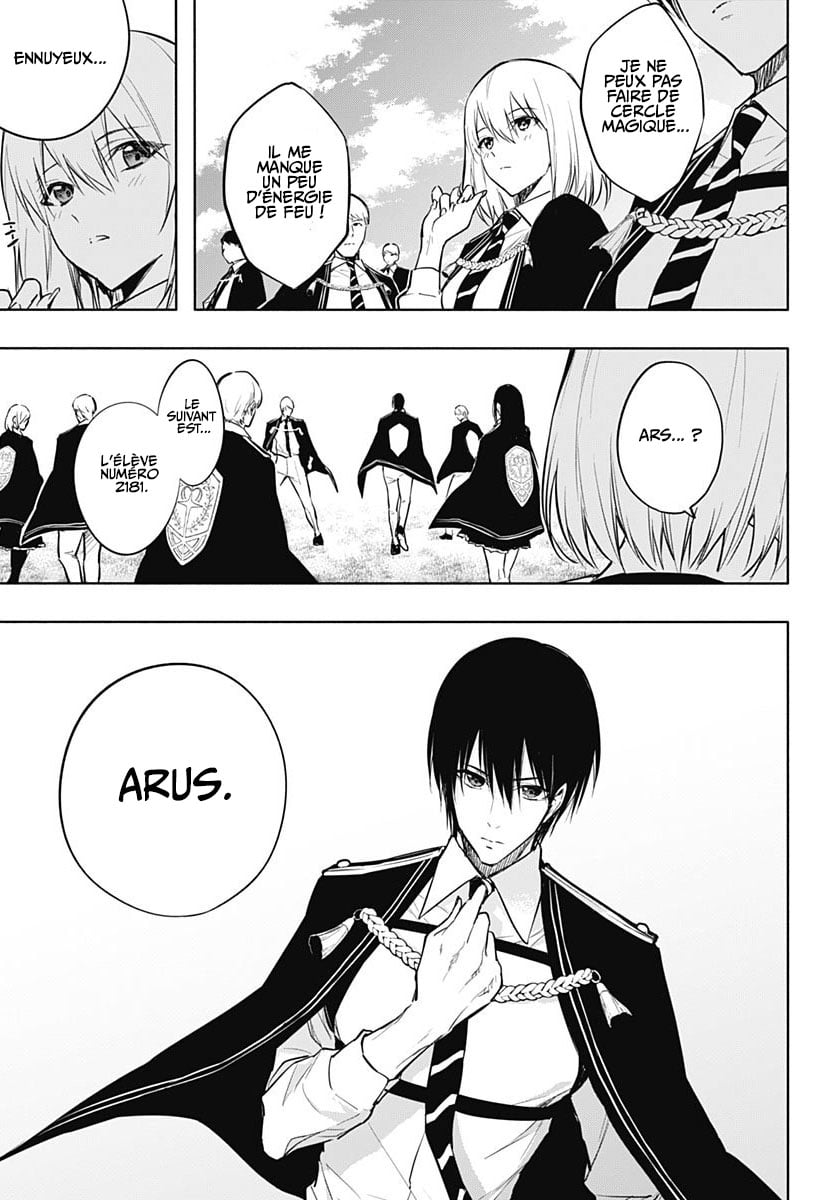 JE NE
PEUX PAS
FAIRE DE
CERCLE
MAGIQUE...
IL ME
MANQUE
UN PEU
D'ÉNERGIE
DE FEU !
ENNUYEUX...
ARS... ?
LE
SUIVANT
EST...
L'ÉLÈVE
NUMÉRO
2181.
ARUS.